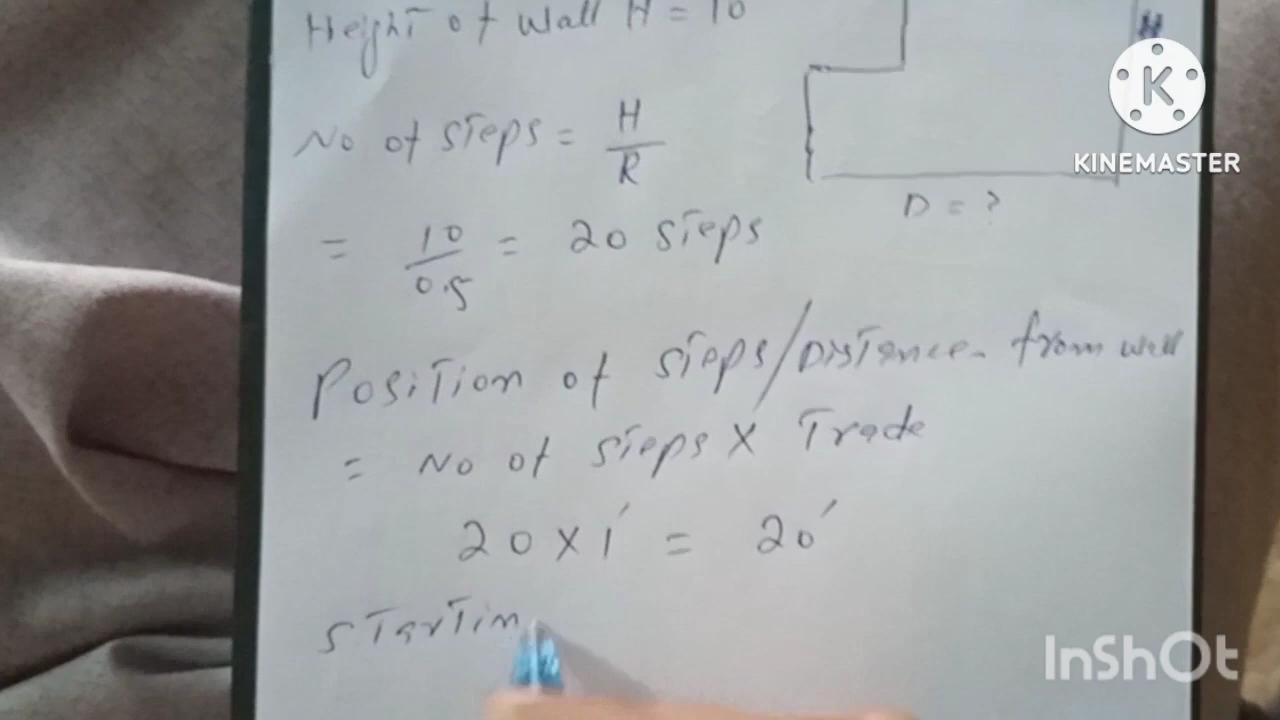 Height of wall H = 10
H
No of steps = H/R
= 10/0.5 = 20 steps
D = ?
Position of steps/Distance from wall
= No of steps X Trade
20 X 1' = 20'
startin
K
KINEMASTER
InShOt